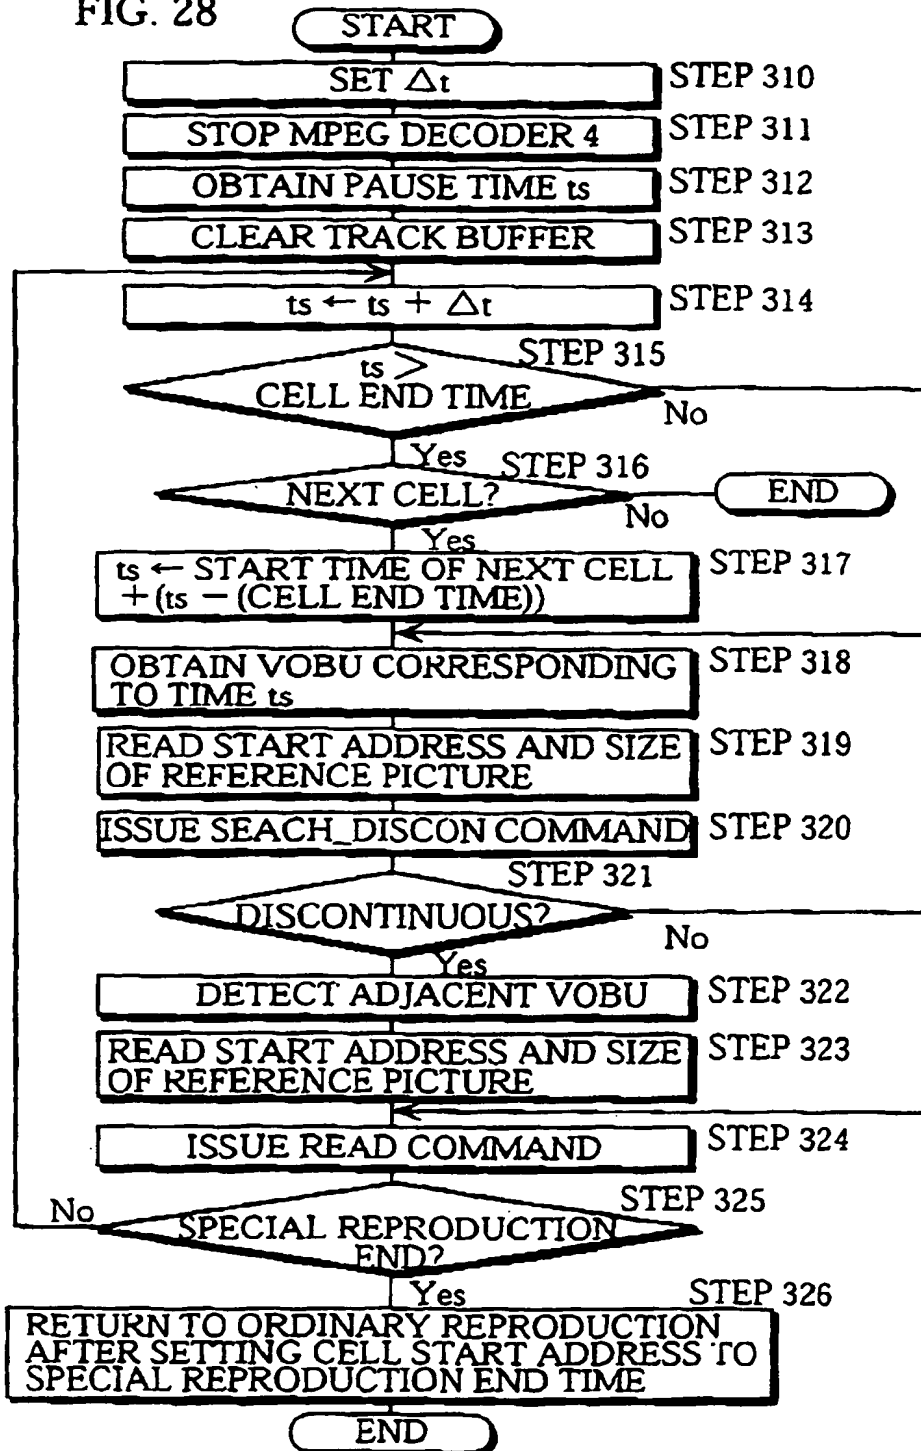 FIG. 28
START
SET △t
STEP 310
STOP MPEG DECODER 4
STEP 311
OBTAIN PAUSE TIME ts
STEP 312
CLEAR TRACK BUFFER
STEP 313
ts ← ts + △t
STEP 314
STEP 315
ts >
CELL END TIME
No
Yes
STEP 316
NEXT CELL?
No
END
Yes
ts ← START TIME OF NEXT CELL
+ (ts − (CELL END TIME))
STEP 317
OBTAIN VOBU CORRESPONDING
TO TIME ts
STEP 318
READ START ADDRESS AND SIZE
OF REFERENCE PICTURE
STEP 319
ISSUE SEACH_DISCON COMMAND
STEP 320
STEP 321
DISCONTINUOUS?
No
Yes
DETECT ADJACENT VOBU
STEP 322
READ START ADDRESS AND SIZE
OF REFERENCE PICTURE
STEP 323
ISSUE READ COMMAND
STEP 324
STEP 325
No
SPECIAL REPRODUCTION
END?
Yes
STEP 326
RETURN TO ORDINARY REPRODUCTION
AFTER SETTING CELL START ADDRESS TO
SPECIAL REPRODUCTION END TIME
END